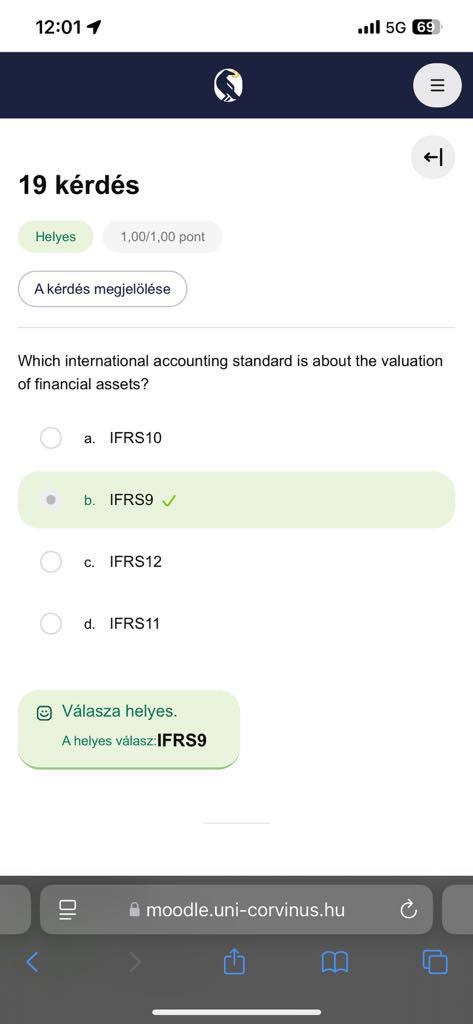 12:01
5G 69
19 kérdés
Helyes
1,00/1,00 pont
A kérdés megjelölése
Which international accounting standard is about the valuation
of financial assets?
a. IFRS10
b. IFRS9
c. IFRS12
d. IFRS11
Válasza helyes.
A helyes válasz:IFRS9
moodle.uni-corvinus.hu